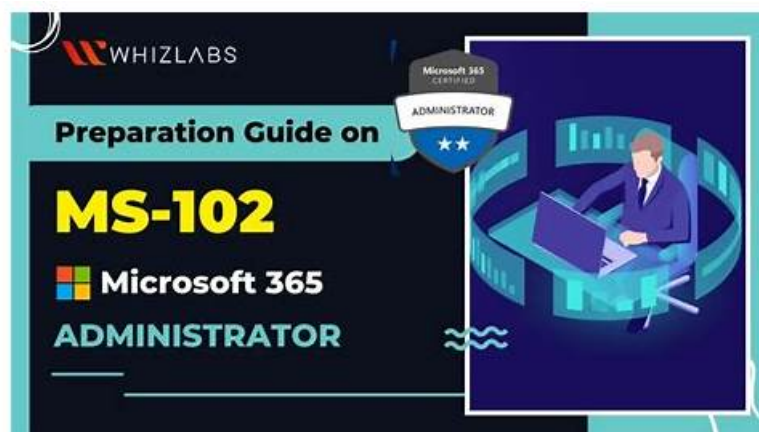 WHIZLABS
Microsoft 365
CERTIFIED
ADMINISTRATOR
Preparation Guide on
MS-102
Microsoft 365
ADMINISTRATOR